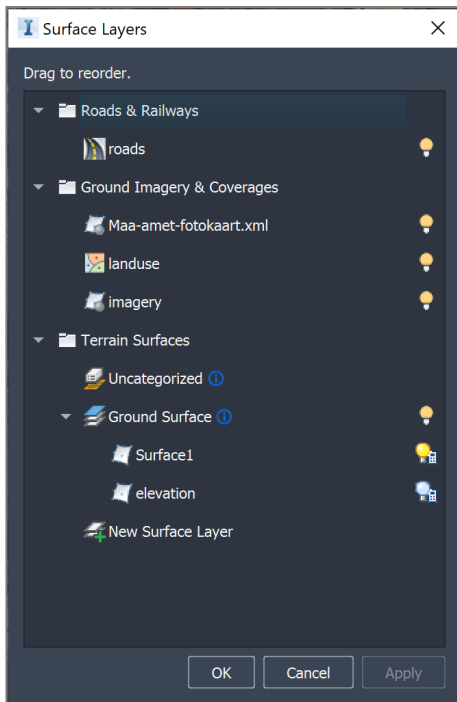 Surface Layers
Drag to reorder.
Roads & Railways
roads
Ground Imagery & Coverages
Maa-amet-fotokaart.xml
landuse
imagery
Terrain Surfaces
Uncategorized
Ground Surface
Surface1
elevation
New Surface Layer
OK Cancel Apply